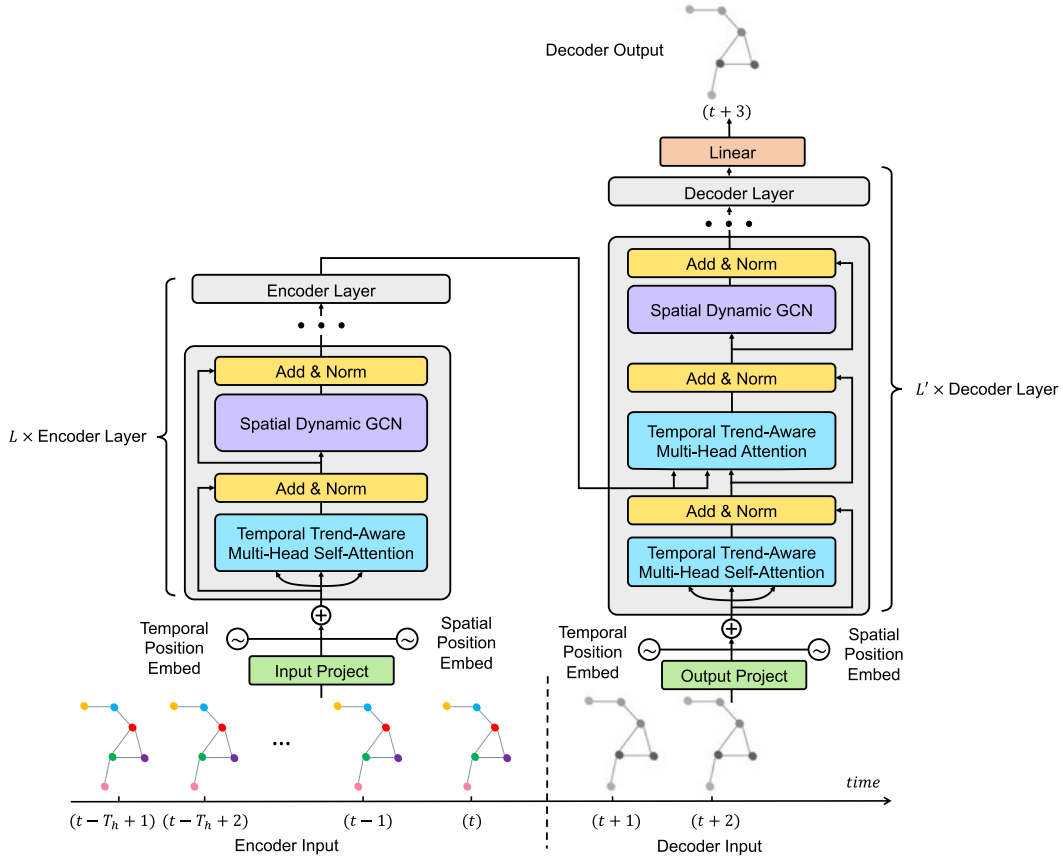 Decoder Output
(t + 3)
Linear
Decoder Layer
• • •
Add & Norm
Spatial Dynamic GCN
Add & Norm
Temporal Trend-Aware
Multi-Head Attention
Add & Norm
Temporal Trend-Aware
Multi-Head Self-Attention
L′ × Decoder Layer
Encoder Layer
• • •
Add & Norm
Spatial Dynamic GCN
Add & Norm
Temporal Trend-Aware
Multi-Head Self-Attention
L × Encoder Layer
+
Temporal
Position
Embed
~
~
Spatial
Position
Embed
Input Project
+
Temporal
Position
Embed
~
~
Spatial
Position
Embed
Output Project
...
time
(t − T_h + 1)
(t − T_h + 2)
(t − 1)
(t)
(t + 1)
(t + 2)
Encoder Input
Decoder Input